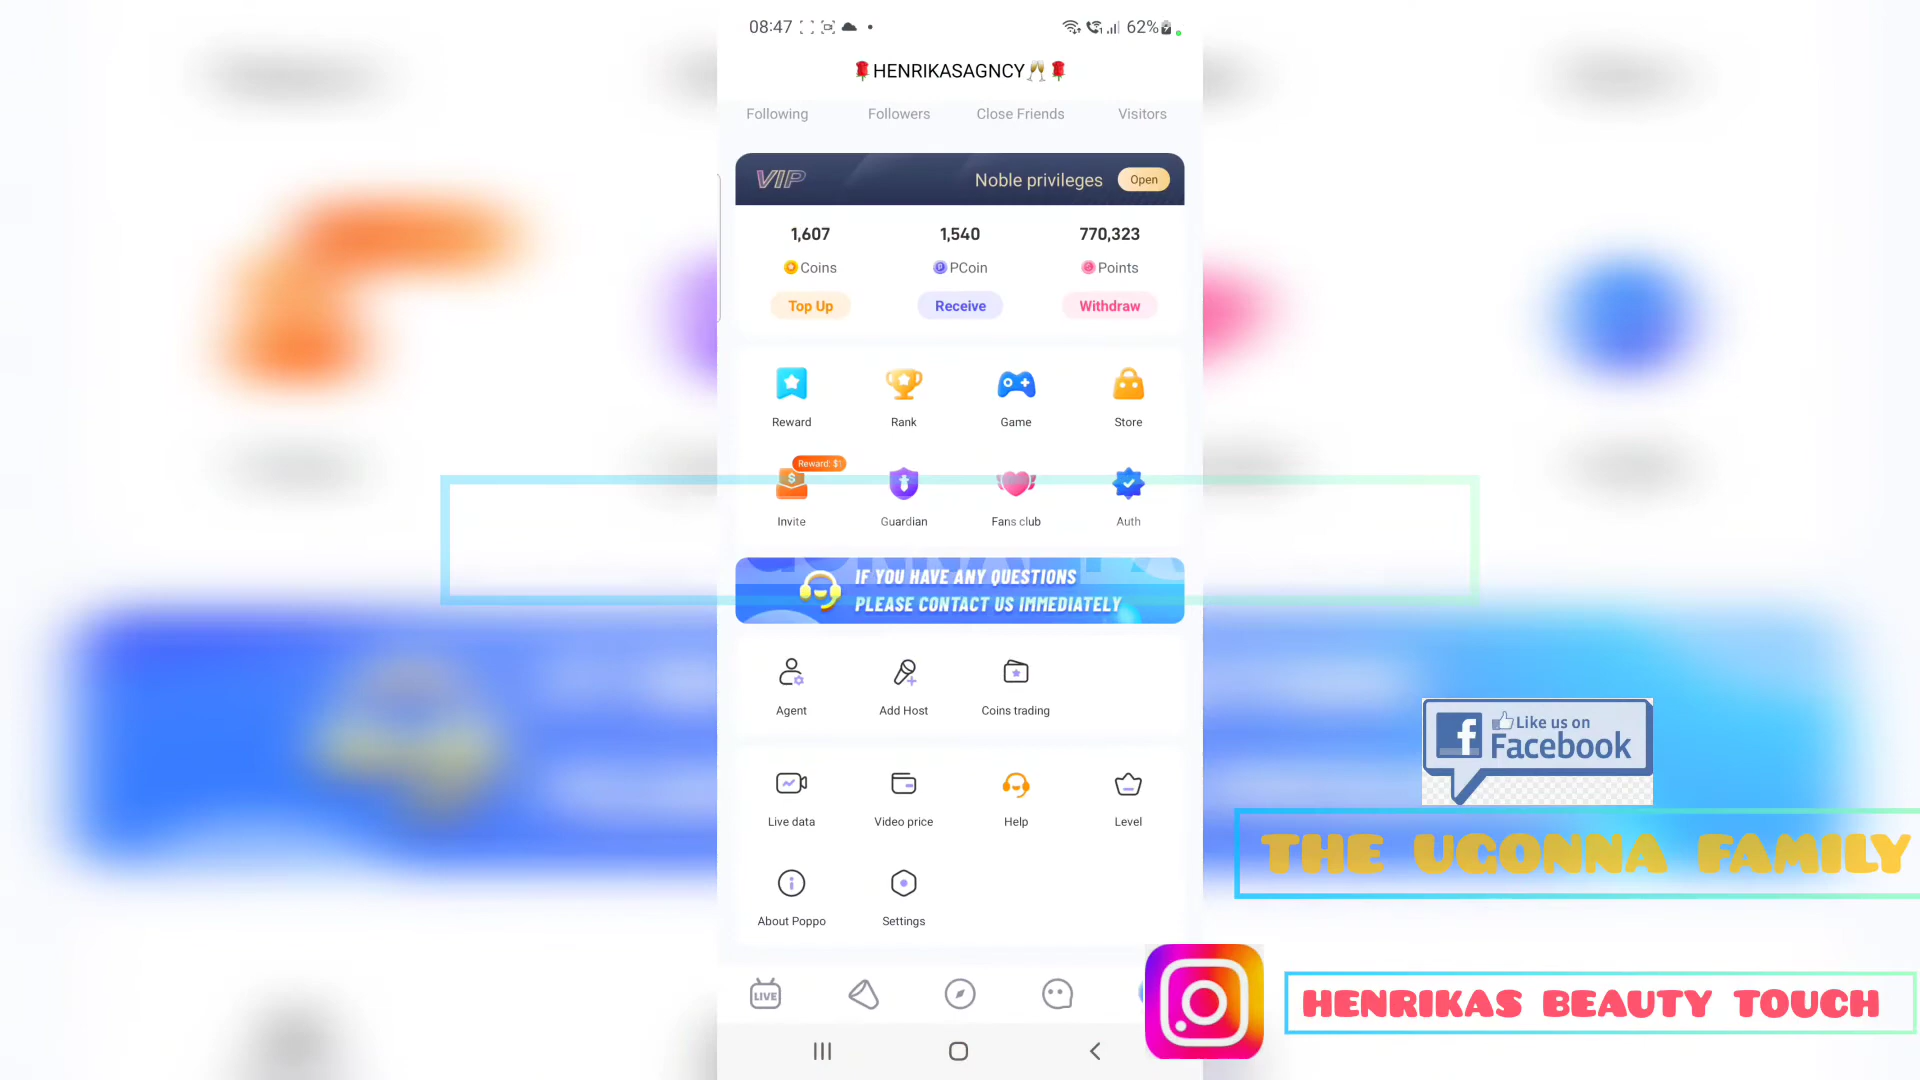 08:47
62%
HENRIKASAGNCY
Following Followers Close Friends Visitors
VIP Noble privileges Open
1,607 1,540 770,323
Coins PCoin Points
Top Up Receive Withdraw
Reward Rank Game Store
Reward: $1
Invite Guardian Fans club Auth
IF YOU HAVE ANY QUESTIONS
PLEASE CONTACT US IMMEDIATELY
Agent Add Host Coins trading
Live data Video price Help Level
About Poppo Settings
LIVE
Like us on
Facebook
THE UGONNA FAMILY
HENRIKAS BEAUTY TOUCH